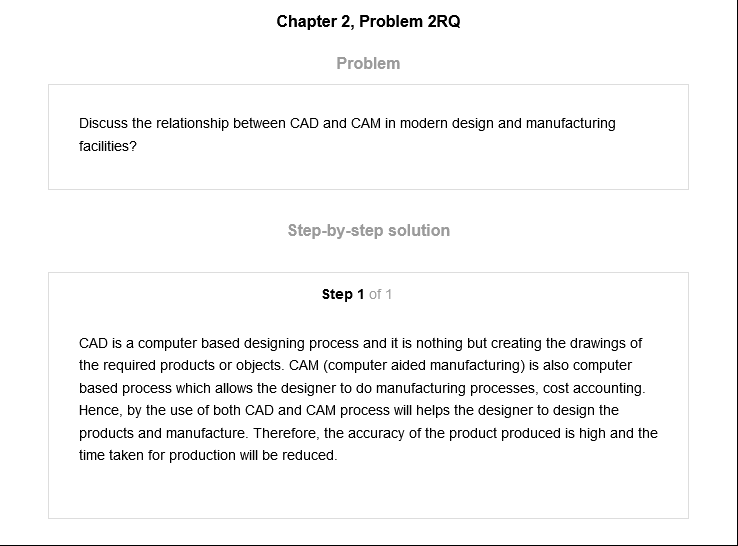 Chapter 2, Problem 2RQ
Problem
Discuss the relationship between CAD and CAM in modern design and manufacturing
facilities?
Step-by-step solution
Step 1 of 1
CAD is a computer based designing process and it is nothing but creating the drawings of
the required products or objects. CAM (computer aided manufacturing) is also computer
based process which allows the designer to do manufacturing processes, cost accounting.
Hence, by the use of both CAD and CAM process will helps the designer to design the
products and manufacture. Therefore, the accuracy of the product produced is high and the
time taken for production will be reduced.